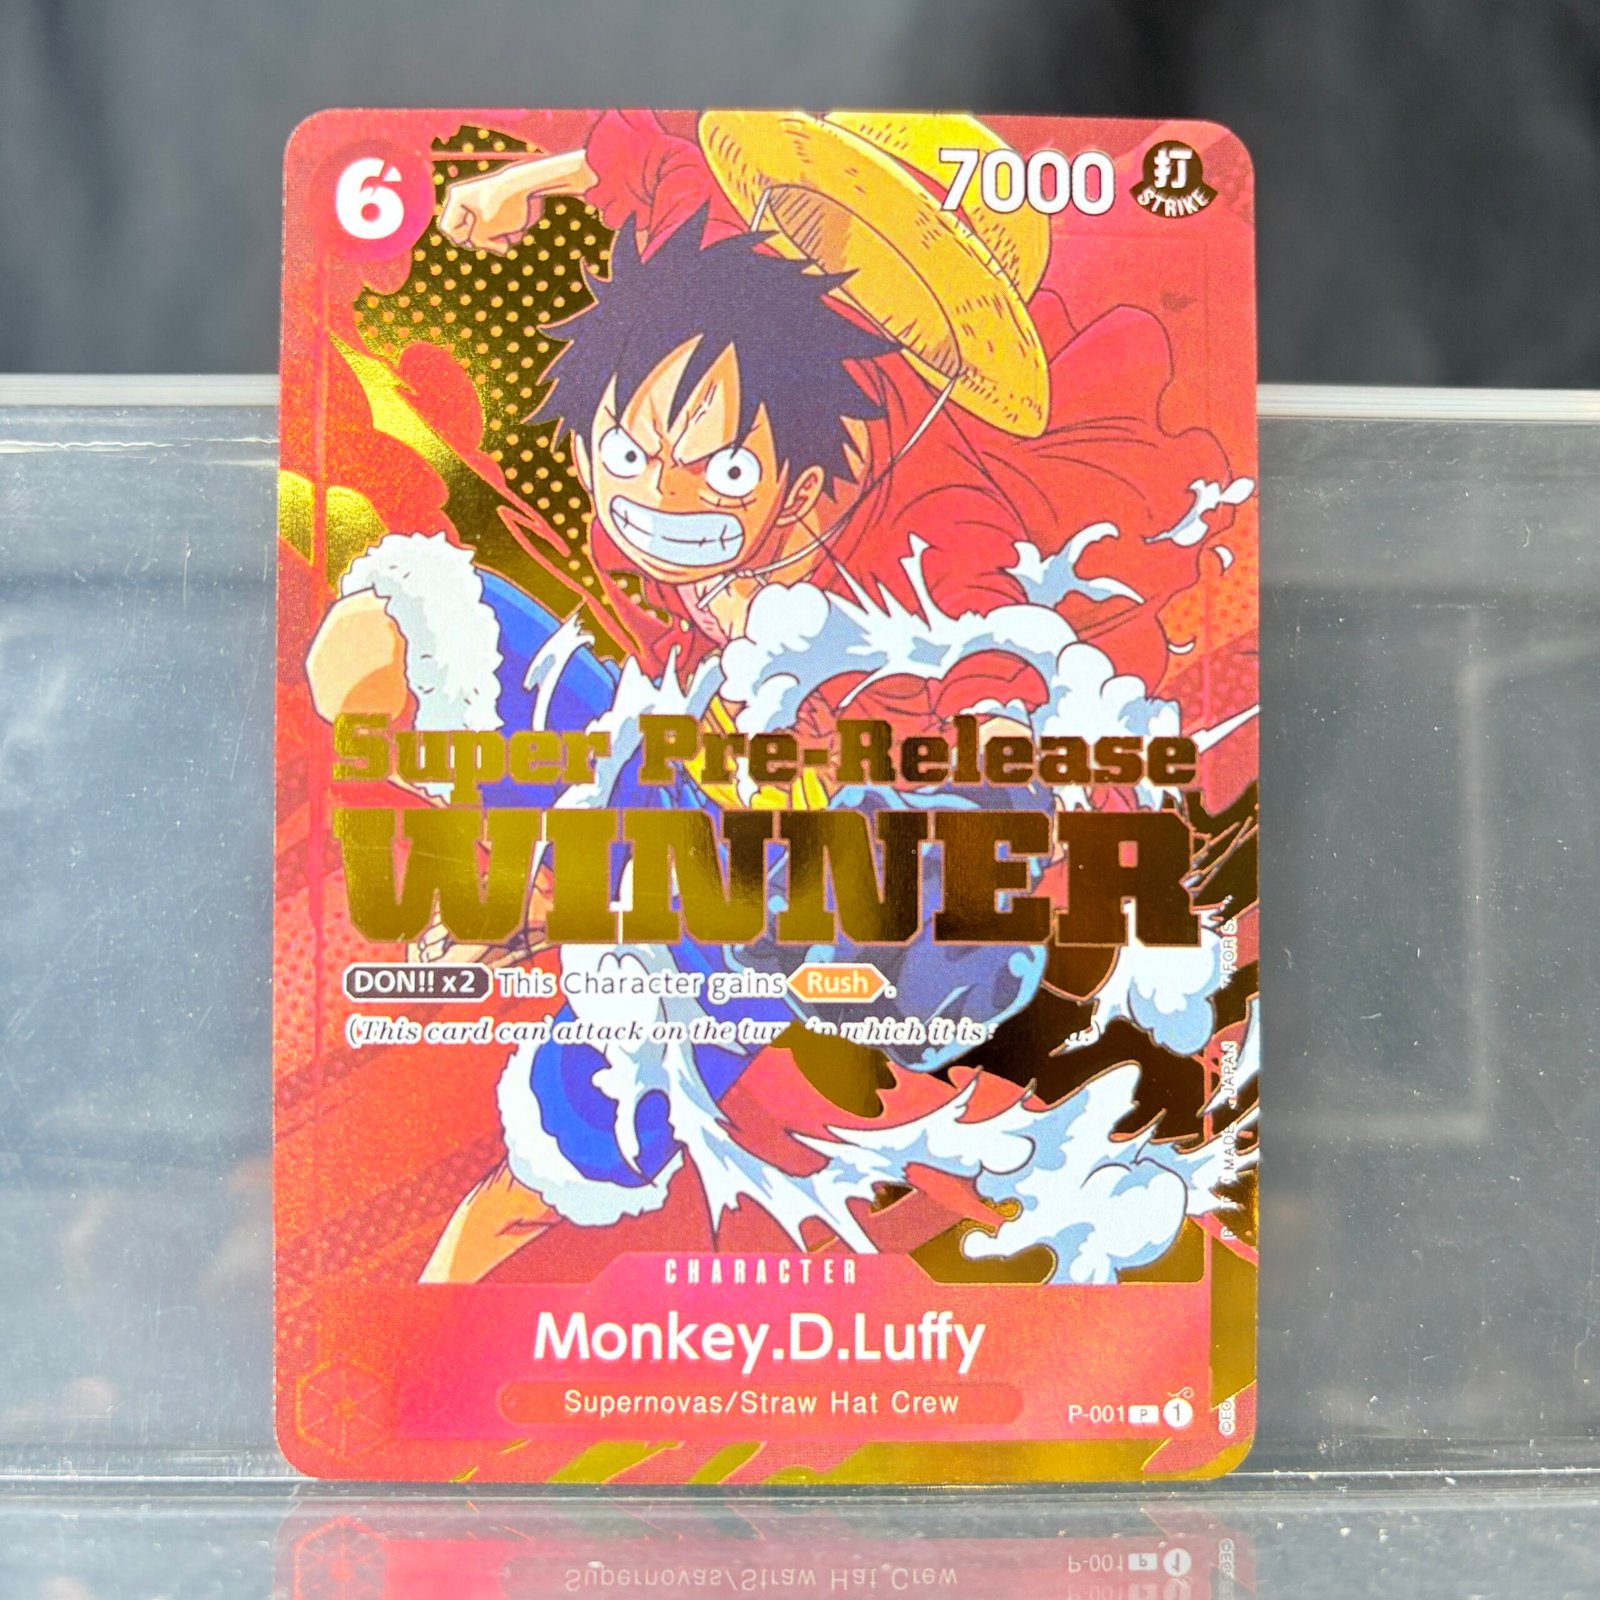 6
7000 打
STRIKE
Super Pre-Release
WINNER
DON!! x2 This Character gains Rush.
(This card can attack on the turn in which it is
FOR S
MADE JAPAN
CHARACTER
Monkey.D.Luffy
Supernovas/Straw Hat Crew
P-001 P 1